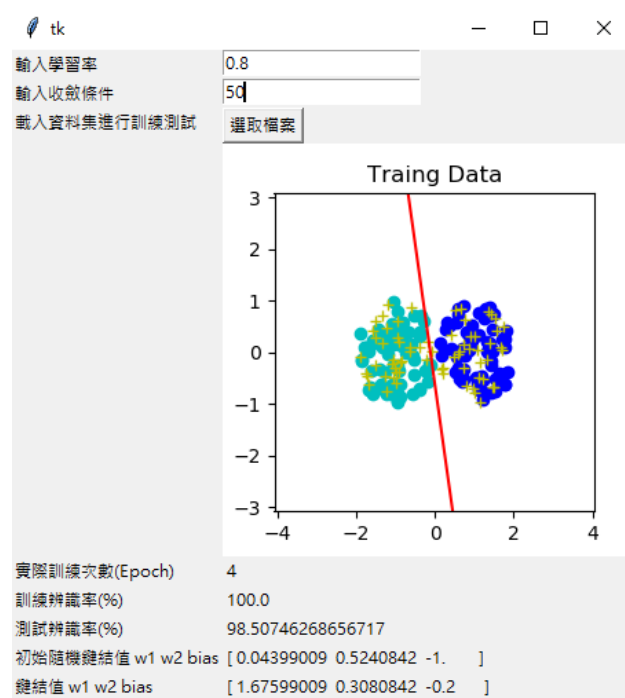 tk
輸入學習率 0.8
輸入收斂條件 50
載入資料集進行訓練測試 選取檔案
Traing Data
3
2
1
0
−1
−2
−3
−4 −2 0 2 4
實際訓練次數(Epoch) 4
訓練辨識率(%) 100.0
測試辨識率(%) 98.50746268656717
初始隨機鍵結值 w1 w2 bias [ 0.04399009 0.5240842 -1. ]
鍵結值 w1 w2 bias [ 1.67599009 0.3080842 -0.2 ]